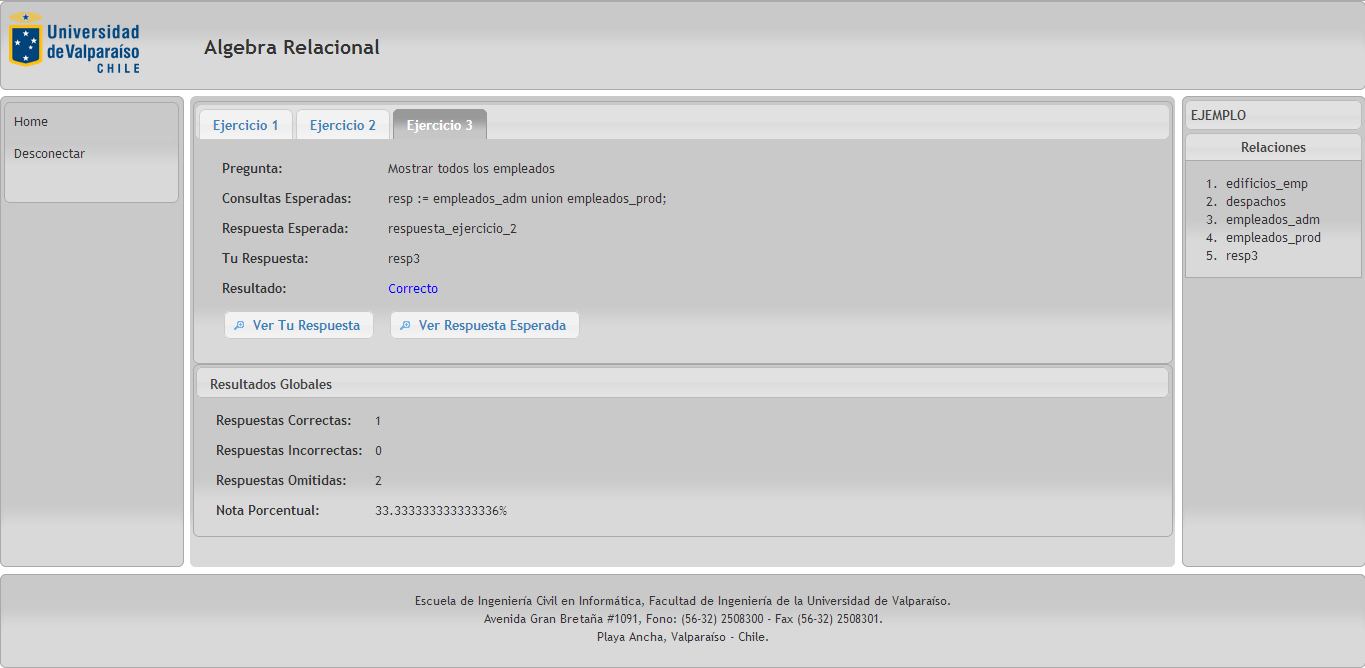 Universidad
de Valparaíso
CHILE
Algebra Relacional
Home
Desconectar
Ejercicio 1 Ejercicio 2 Ejercicio 3
Pregunta: Mostrar todos los empleados
Consultas Esperadas: resp := empleados_adm union empleados_prod;
Respuesta Esperada: respuesta_ejercicio_2
Tu Respuesta: resp3
Resultado: Correcto
Ver Tu Respuesta Ver Respuesta Esperada
Resultados Globales
Respuestas Correctas: 1
Respuestas Incorrectas: 0
Respuestas Omitidas: 2
Nota Porcentual: 33.333333333333336%
EJEMPLO
Relaciones
1. edificios_emp
2. despachos
3. empleados_adm
4. empleados_prod
5. resp3
Escuela de Ingeniería Civil en Informática, Facultad de Ingeniería de la Universidad de Valparaíso.
Avenida Gran Bretaña #1091, Fono: (56-32) 2508300 - Fax (56-32) 2508301.
Playa Ancha, Valparaíso - Chile.